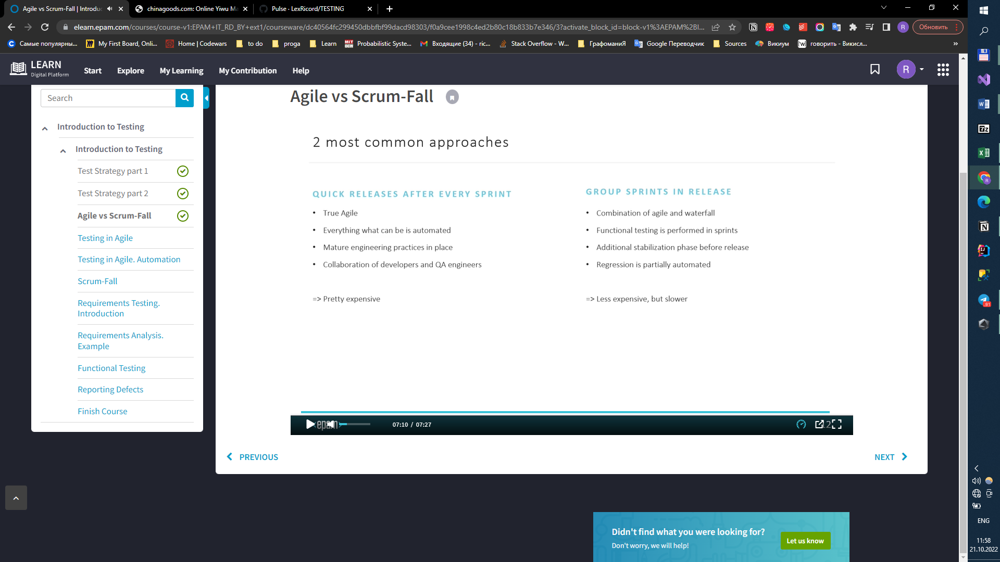 Agile vs Scrum-Fall | Introduc
chinagoods.com: Online Yiwu Ma
Pulse · LexRicord/TESTING
elearn.epam.com/courses/course-v1:EPAM+IT_RD_BY+ext1/courseware/dc40564fc299450dbbfbf99dacd98303/f0a9cee1998c4ed2b80c18b833b7e346/3?activate_block_id=block-v1%3AEPAM%2BI...
R
Обновить
Самые популярны...
My First Board, Onli...
Home | Codewars
to do
proga
Learn
Probabilistic Syste...
Входящие (34) - ric...
Stack Overflow - W...
ГрафоманиЯ
Google Переводчик
Sources
Викиум
говорить - Викисл...
»
LEARN
Digital Platform
Start
Explore
My Learning
My Contribution
Help
R
Search
Introduction to Testing
Introduction to Testing
Test Strategy part 1
Test Strategy part 2
Agile vs Scrum-Fall
Testing in Agile
Testing in Agile. Automation
Scrum-Fall
Requirements Testing.
Introduction
Requirements Analysis.
Example
Functional Testing
Reporting Defects
Finish Course
Agile vs Scrum-Fall
2 most common approaches
QUICK RELEASES AFTER EVERY SPRINT
• True Agile
• Everything what can be is automated
• Mature engineering practices in place
• Collaboration of developers and QA engineers
=> Pretty expensive
GROUP SPRINTS IN RELEASE
• Combination of agile and waterfall
• Functional testing is performed in sprints
• Additional stabilization phase before release
• Regression is partially automated
=> Less expensive, but slower
<epam>
07:10 / 07:27
12
PREVIOUS
NEXT
Didn't find what you were looking for?
Don't worry, we will help!
Let us know
ENG
11:58
21.10.2022